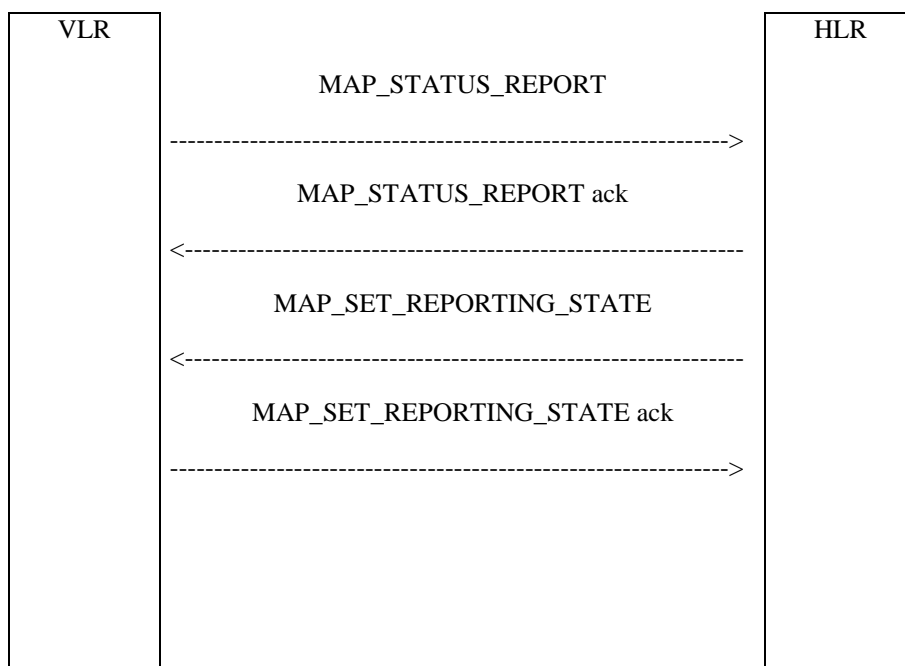 VLR HLR
MAP_STATUS_REPORT
----------------------------------------------------------------->
MAP_STATUS_REPORT ack
<-----------------------------------------------------------------
MAP_SET_REPORTING_STATE
<-----------------------------------------------------------------
MAP_SET_REPORTING_STATE ack
----------------------------------------------------------------->